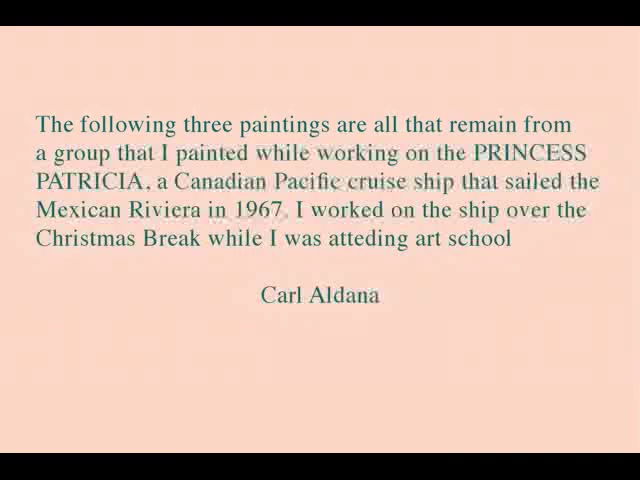 The following three paintings are all that remain from
a group that I painted while working on the PRINCESS
PATRICIA, a Canadian Pacific cruise ship that sailed the
Mexican Riviera in 1967. I worked on the ship over the
Christmas Break while I was atteding art school
Carl Aldana